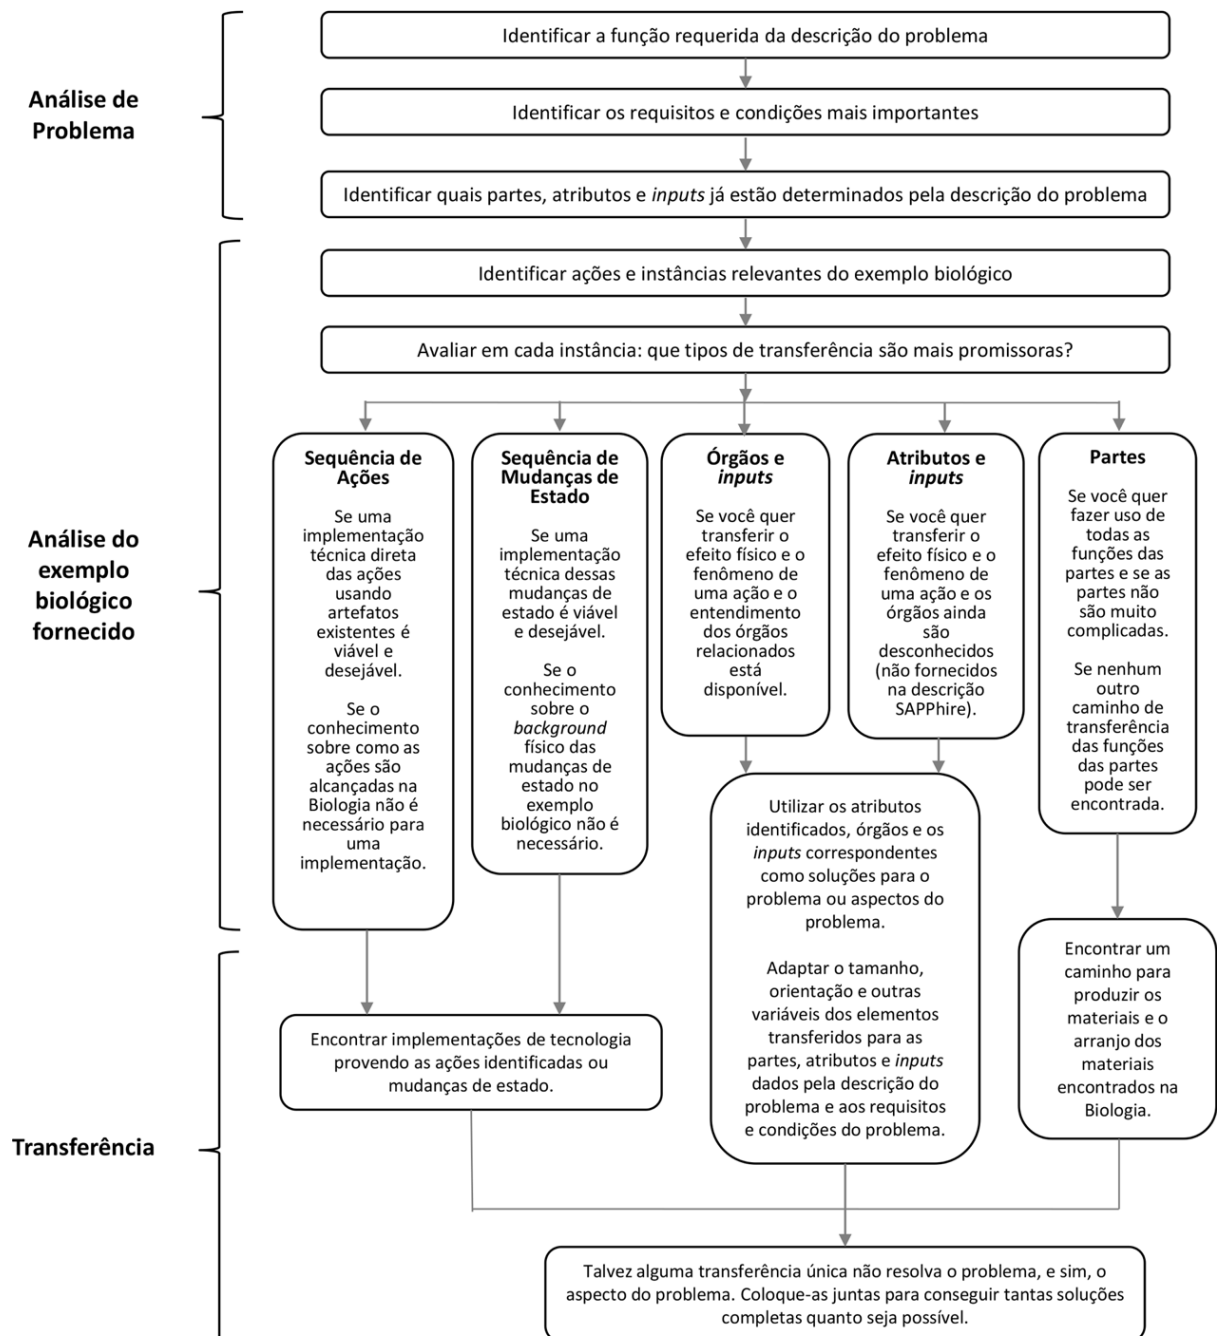 Análise de
Problema
Identificar a função requerida da descrição do problema
Identificar os requisitos e condições mais importantes
Identificar quais partes, atributos e inputs já estão determinados pela descrição do problema
Análise do
exemplo
biológico
fornecido
Identificar ações e instâncias relevantes do exemplo biológico
Avaliar em cada instância: que tipos de transferência são mais promissoras?
Sequência de
Ações
Se uma
implementação
técnica direta
das ações
usando
artefatos
existentes é
viável e
desejável.
Se o
conhecimento
sobre como as
ações são
alcançadas na
Biologia não é
necessário para
uma
implementação.
Sequência de
Mudanças de
Estado
Se uma
implementação
técnica dessas
mudanças de
estado é viável
e desejável.
Se o
conhecimento
sobre o
background
físico das
mudanças de
estado no
exemplo
biológico não é
necessário.
Órgãos e
inputs
Se você quer
transferir o
efeito físico e o
fenômeno de
uma ação e o
entendimento
dos órgãos
relacionados
está
disponível.
Atributos e
inputs
Se você quer
transferir o
efeito físico e o
fenômeno de
uma ação e os
órgãos ainda
são
desconhecidos
(não fornecidos
na descrição
SAPPhire).
Partes
Se você quer
fazer uso de
todas as
funções das
partes e se as
partes não
são muito
complicadas.
Se nenhum
outro
caminho de
transferência
das funções
das partes
pode ser
encontrada.
Transferência
Encontrar implementações de tecnologia
provendo as ações identificadas ou
mudanças de estado.
Utilizar os atributos
identificados, órgãos e os
inputs correspondentes
como soluções para o
problema ou aspectos do
problema.
Adaptar o tamanho,
orientação e outras
variáveis dos elementos
transferidos para as
partes, atributos e inputs
dados pela descrição do
problema e aos requisitos
e condições do problema.
Encontrar um
caminho para
produzir os
materiais e o
arranjo dos
materiais
encontrados na
Biologia.
Talvez alguma transferência única não resolva o problema, e sim, o
aspecto do problema. Coloque-as juntas para conseguir tantas soluções
completas quanto seja possível.